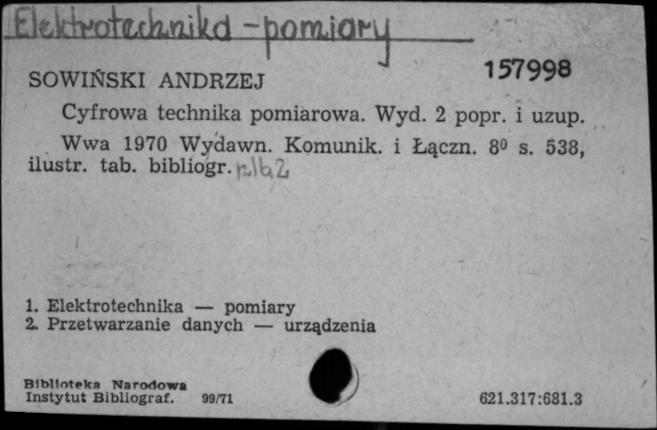 Elektrotechnika - pomiary
157998
SOWIŃSKI ANDRZEJ
Cyfrowa technika pomiarowa. Wyd. 2 popr. i uzup.
Wwa 1970 Wydawn. Komunik. i Łączn. 8⁰ s. 538,
ilustr. tab. bibliogr.
1. Elektrotechnika — pomiary
2. Przetwarzanie danych — urządzenia
Biblioteka Narodowa
Instytut Bibliograf. 99/71
621.317:681.3